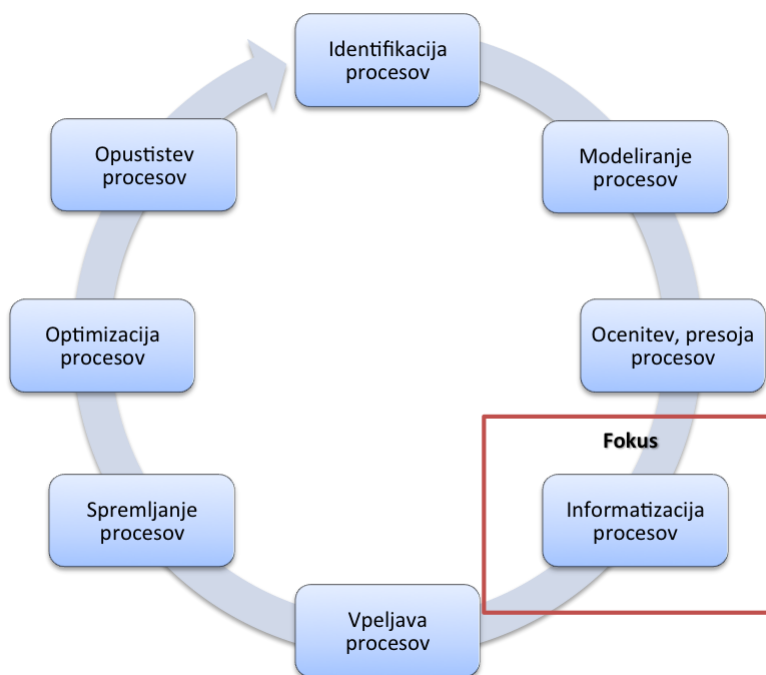 Identifikacija
procesov
Modeliranje
procesov
Ocenitev, presoja
procesov
Fokus
Informatizacija
procesov
Vpeljava
procesov
Spremljanje
procesov
Optimizacija
procesov
Opustistev
procesov